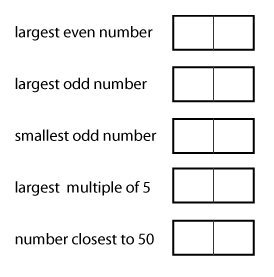 largest even number
largest odd number
smallest odd number
largest multiple of 5
number closest to 50